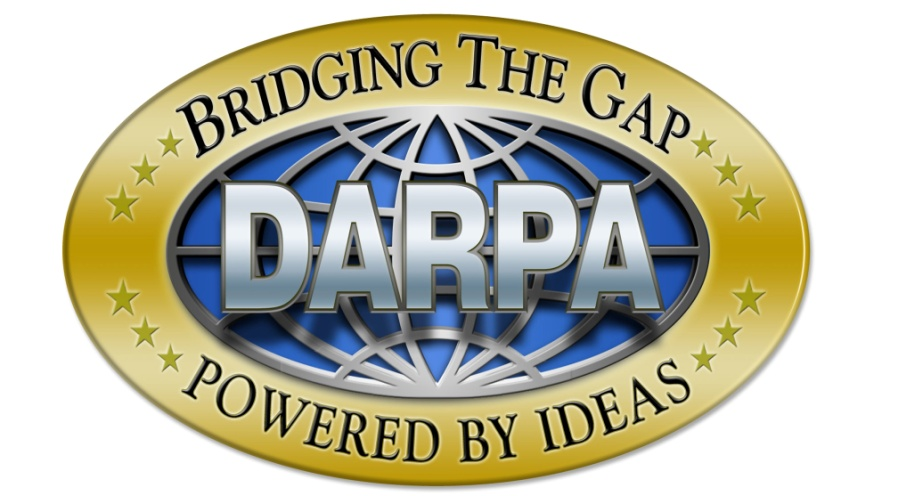 BRIDGING THE GAP
DARPA
POWERED BY IDEAS